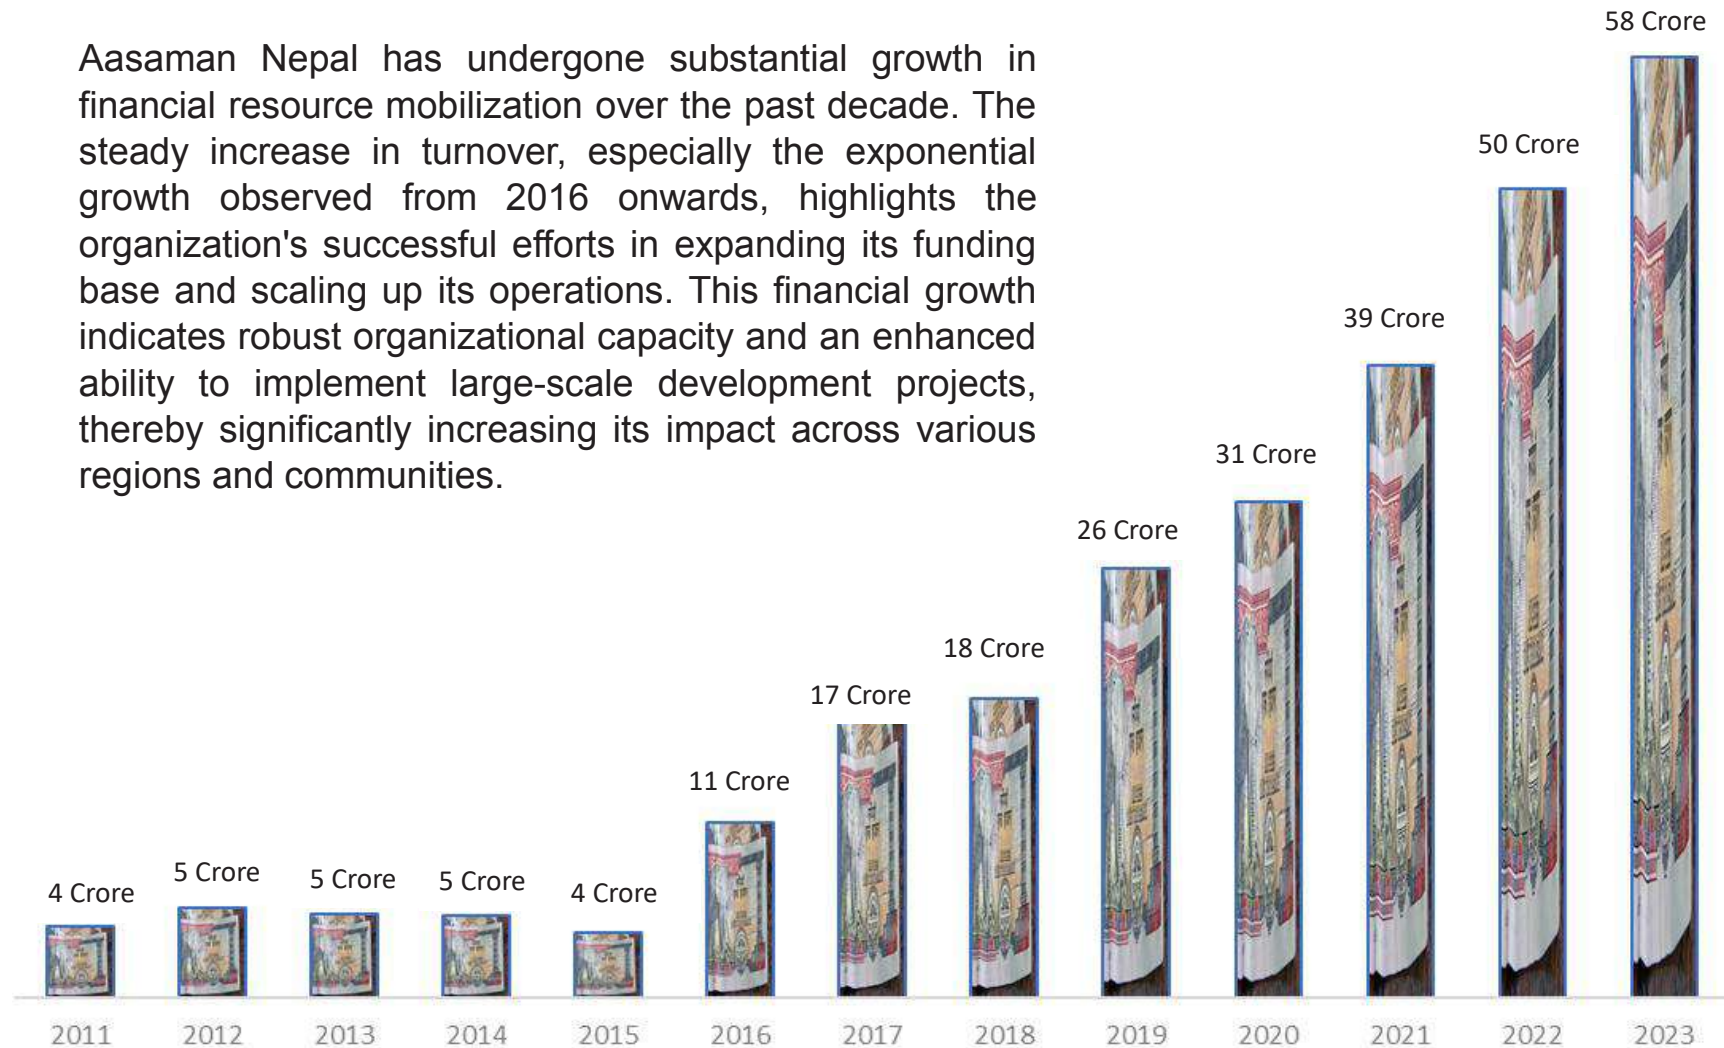 Aasaman Nepal has undergone substantial growth in
financial resource mobilization over the past decade. The
steady increase in turnover, especially the exponential
growth observed from 2016 onwards, highlights the
organization's successful efforts in expanding its funding
base and scaling up its operations. This financial growth
indicates robust organizational capacity and an enhanced
ability to implement large-scale development projects,
thereby significantly increasing its impact across various
regions and communities.
4 Crore
5 Crore
5 Crore
5 Crore
4 Crore
11 Crore
17 Crore
18 Crore
26 Crore
31 Crore
39 Crore
50 Crore
58 Crore
2011 2012 2013 2014 2015 2016 2017 2018 2019 2020 2021 2022 2023